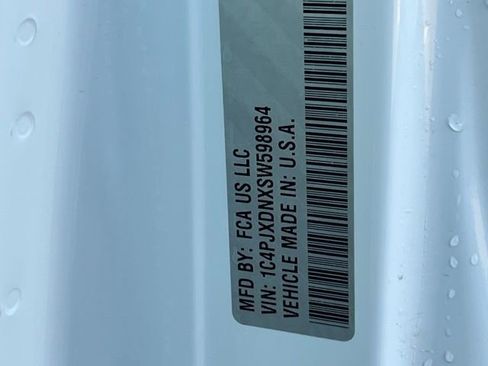 MFD BY: FCA US LLC
VIN: 1C4PJXDNXSW598964
VEHICLE MADE IN: U.S.A.